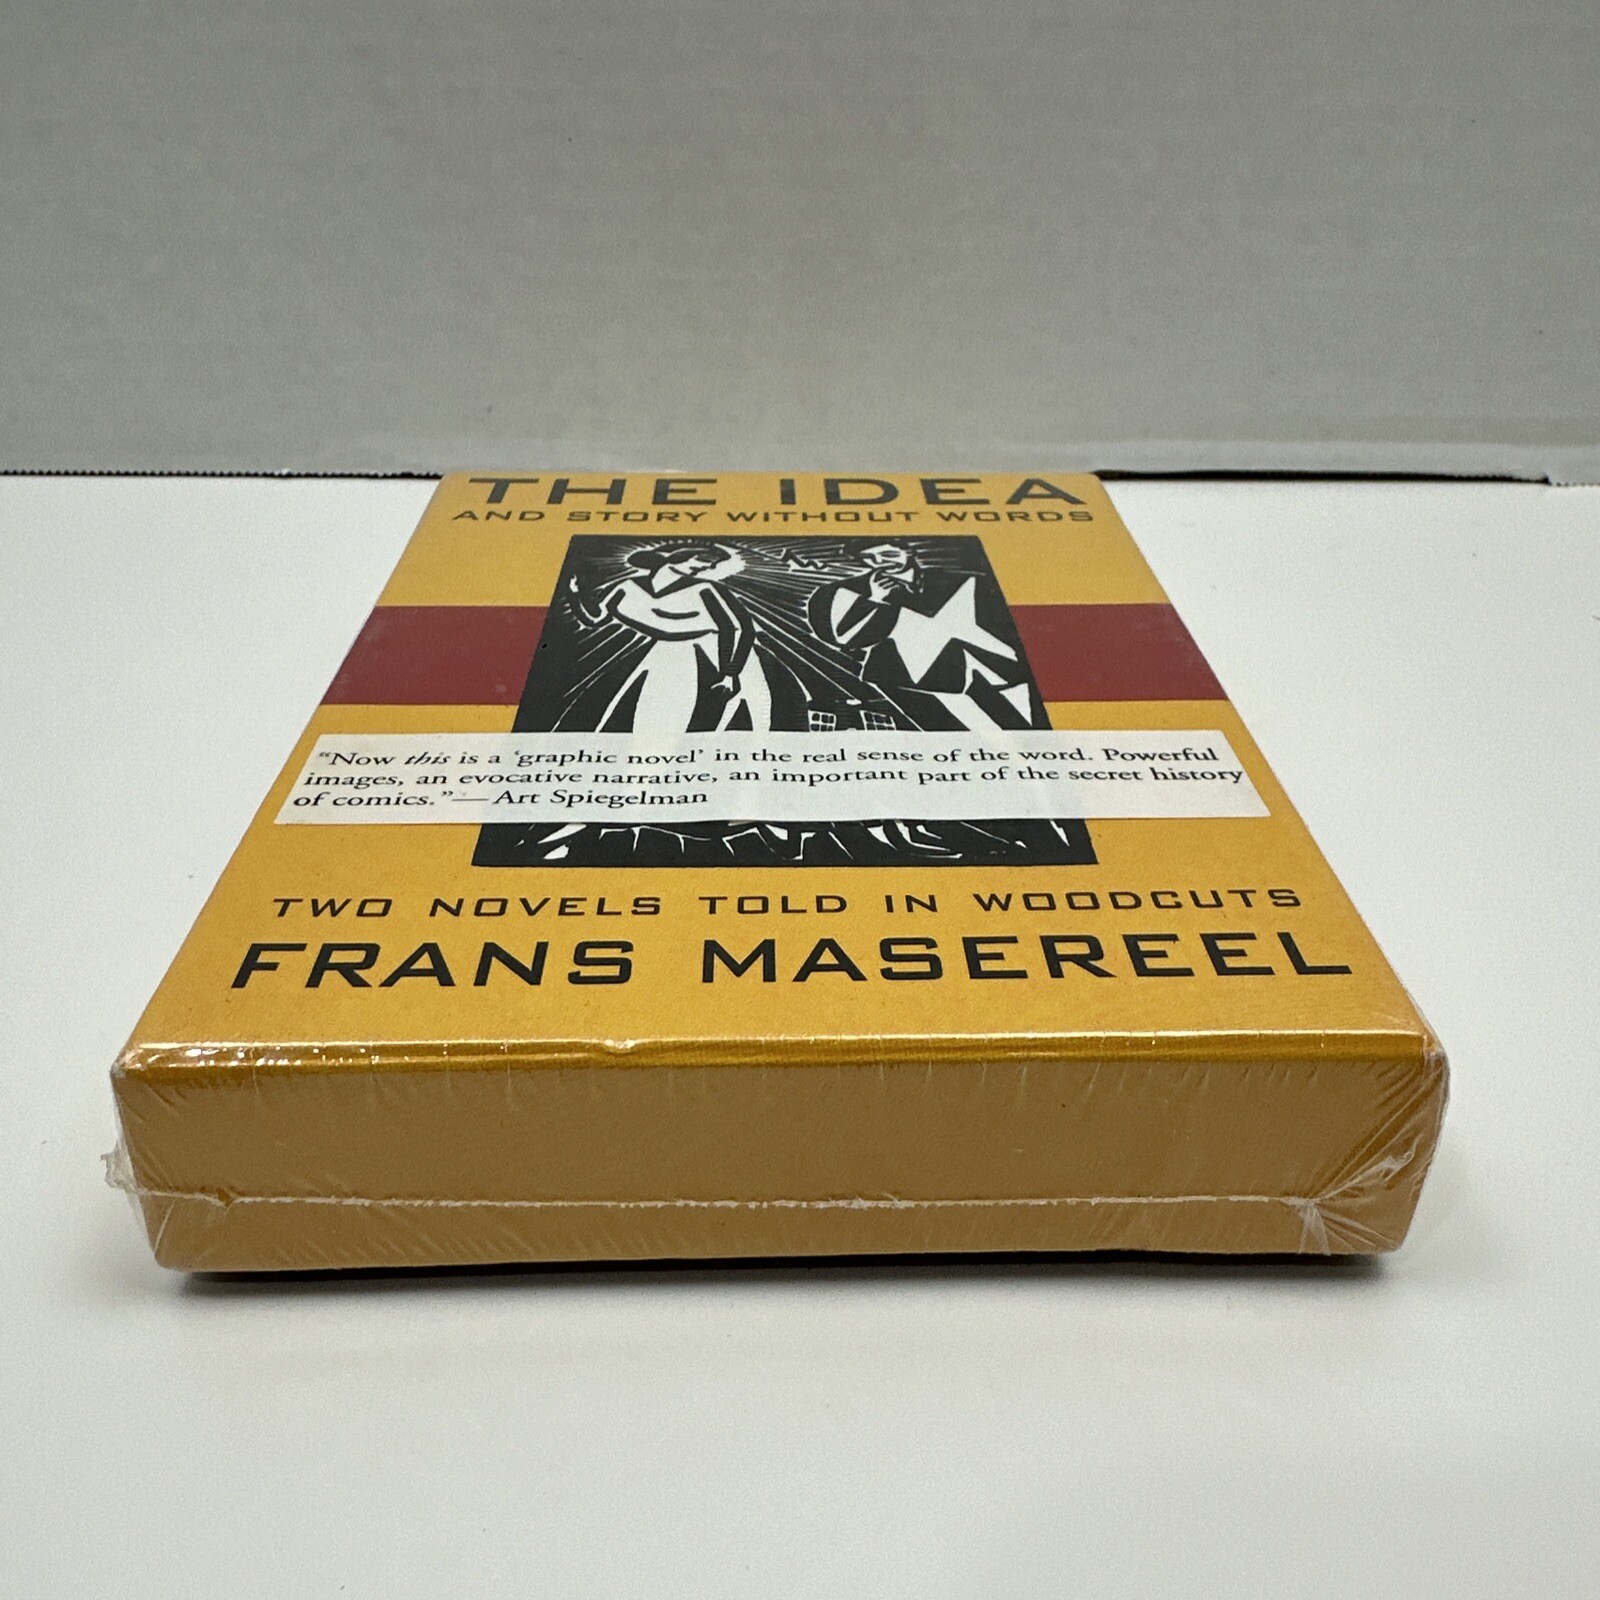 THE IDEA
AND STORY WITHOUT WORDS
“Now this is a ‘graphic novel’ in the real sense of the word. Powerful
images, an evocative narrative, an important part of the secret history
of comics.”—Art Spiegelman
TWO NOVELS TOLD IN WOODCUTS
FRANS MASEREEL